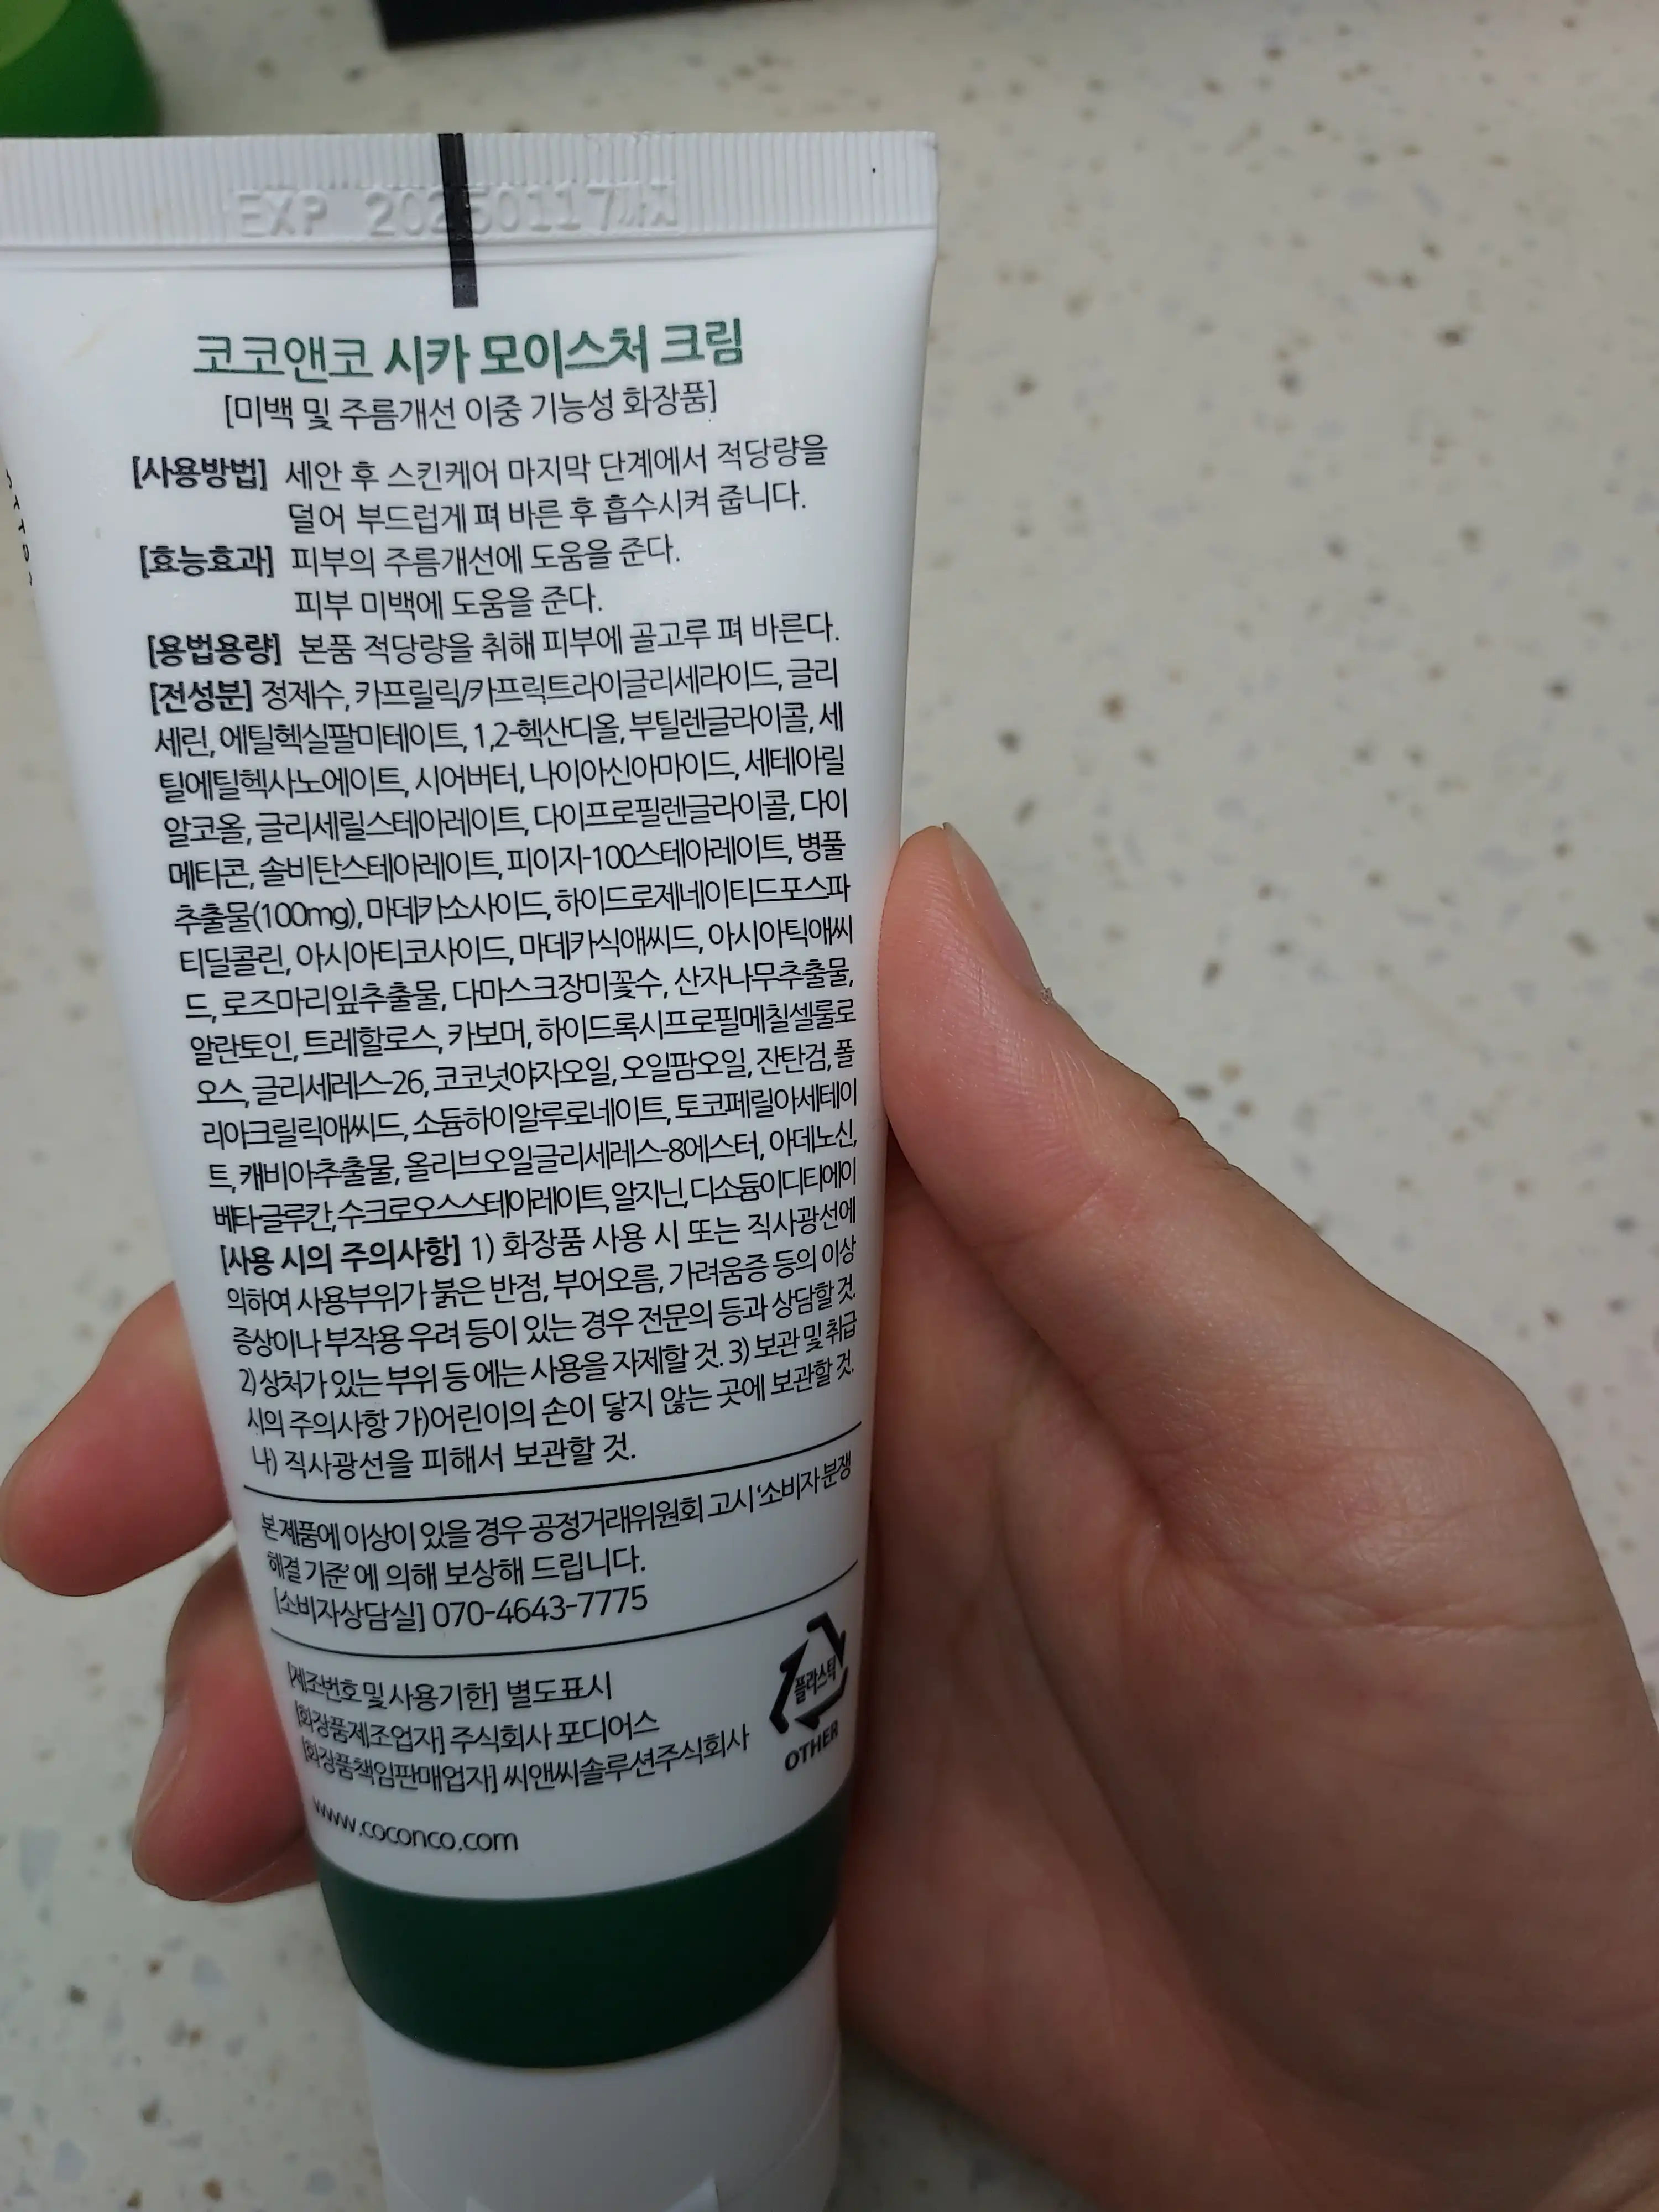 EXP 20250117까지
코코앤코 시카 모이스처 크림
[미백 및 주름개선 이중 기능성 화장품]
[사용방법] 세안 후 스킨케어 마지막 단계에서 적당량을
덜어 부드럽게 펴 바른 후 흡수시켜 줍니다.
[효능효과] 피부의 주름개선에 도움을 준다.
피부 미백에 도움을 준다.
[용법용량] 본품 적당량을 취해 피부에 골고루 펴 바른다.
[전성분] 정제수, 카프릴릭/카프릭트라이글리세라이드, 글리
세린, 에틸헥실팔미테이트, 1,2-헥산디올, 부틸렌글라이콜, 세
틸에틸헥사노에이트, 시어버터, 나이아신아마이드, 세테아릴
알코올, 글리세릴스테아레이트, 다이프로필렌글라이콜, 다이
메티콘, 솔비탄스테아레이트, 피이지-100스테아레이트, 병풀
추출물(100mg), 마데카소사이드, 하이드로제네이티드포스파
티딜콜린, 아시아티코사이드, 마데카식애씨드, 아시아틱애씨
드, 로즈마리잎추출물, 다마스크장미꽃수, 산자나무추출물,
알란토인, 트레할로스, 카보머, 하이드록시프로필메칠셀룰로
오스, 글리세레스-26, 코코넛야자오일, 오일팜오일, 잔탄검, 폴
리아크릴릭애씨드, 소듐하이알루로네이트, 토코페릴아세테이
트, 캐비아추출물, 올리브오일글리세레스-8에스터, 아데노신,
베타-글루칸, 수크로오스스테아레이트, 알지닌, 디소듐이디티에이
[사용 시의 주의사항] 1) 화장품 사용 시 또는 직사광선에
의하여 사용부위가 붉은 반점, 부어오름, 가려움증 등의 이상
증상이나 부작용 우려 등이 있는 경우 전문의 등과 상담할 것.
2) 상처가 있는 부위 등 에는 사용을 자제할 것. 3) 보관 및 취급
시의 주의사항 가)어린이의 손이 닿지 않는 곳에 보관할 것.
나) 직사광선을 피해서 보관할 것.
본 제품에 이상이 있을 경우 공정거래위원회 고시 '소비자 분쟁
해결 기준'에 의해 보상해 드립니다.
[소비자상담실] 070-4643-7775
[제조번호 및 사용기한] 별도표시
[화장품제조업자] 주식회사 포디어스
[화장품책임판매업자] 씨앤씨솔루션주식회사
www.coconco.com
플라스틱
OTHER